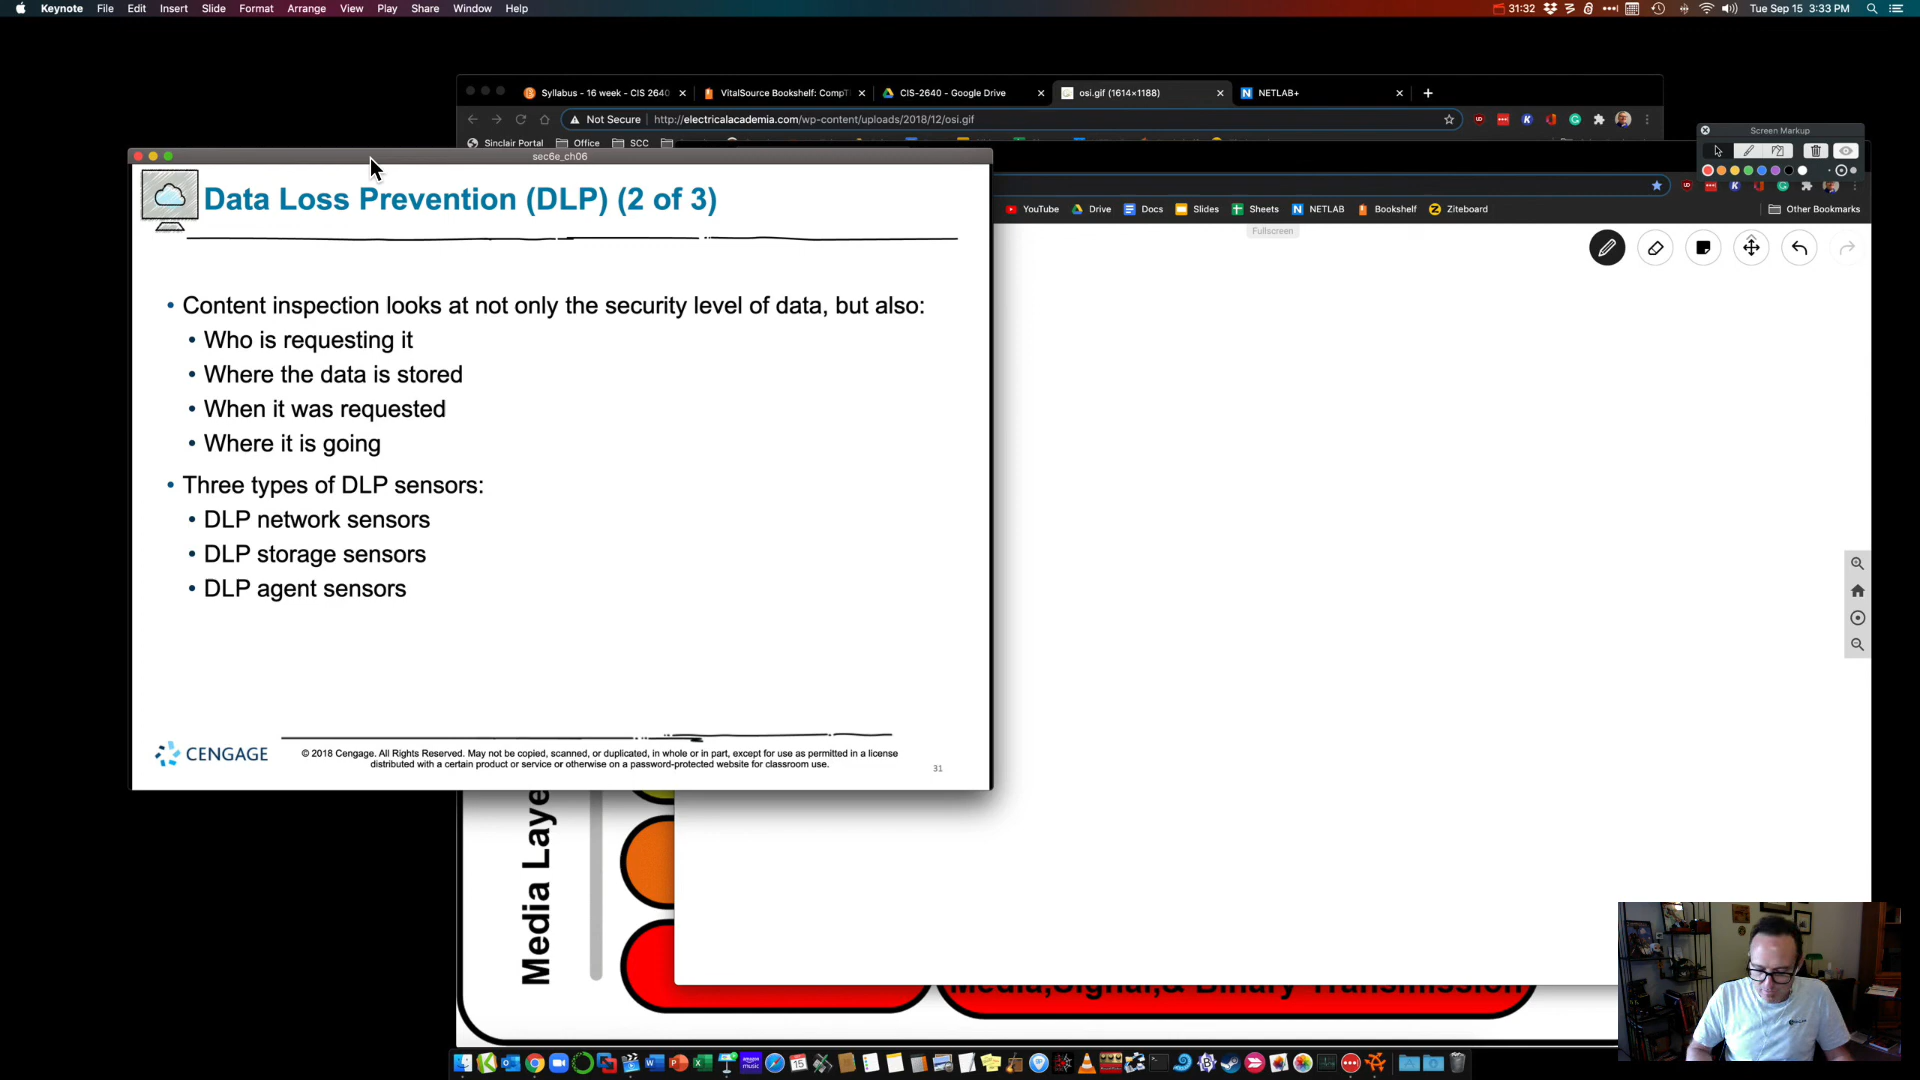 Keynote File Edit Insert Slide Format Arrange View Play Share Window Help
31:32 Tue Sep 15 3:33 PM
Syllabus - 16 week - CIS 2640
VitalSource Bookshelf: CompT
CIS-2640 - Google Drive
osi.gif (1614×1188)
NETLAB+
Not Secure http://electricalacademia.com/wp-content/uploads/2018/12/osi.gif
Sinclair Portal Office SCC
Screen Markup
sec6e_ch06
YouTube Drive Docs Slides Sheets NETLAB Bookshelf Ziteboard Other Bookmarks
Fullscreen
Data Loss Prevention (DLP) (2 of 3)
• Content inspection looks at not only the security level of data, but also:
• Who is requesting it
• Where the data is stored
• When it was requested
• Where it is going
• Three types of DLP sensors:
• DLP network sensors
• DLP storage sensors
• DLP agent sensors
CENGAGE
© 2018 Cengage. All Rights Reserved. May not be copied, scanned, or duplicated, in whole or in part, except for use as permitted in a license
distributed with a certain product or service or otherwise on a password-protected website for classroom use.
31
Media Laye
Media,Signal,& Binary Transmission